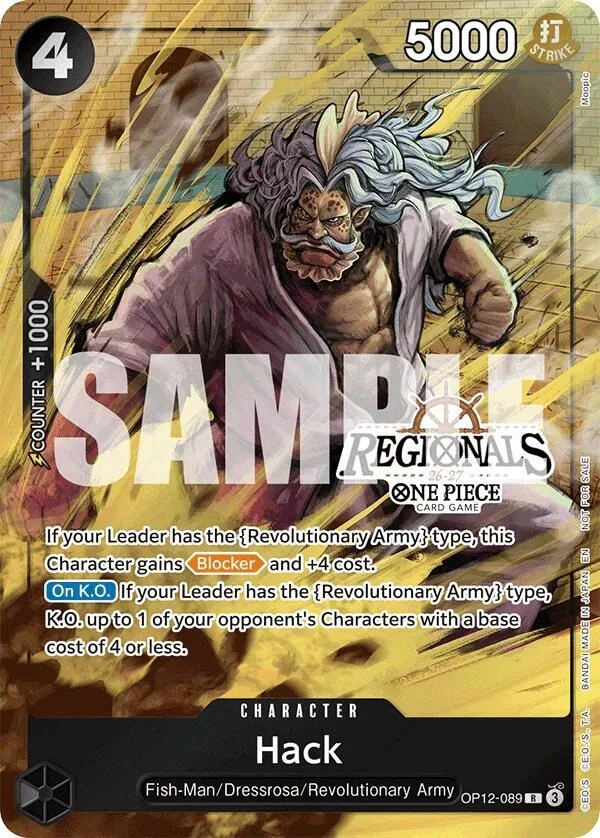 4
5000
打
STRIKE
MoopiC
COUNTER +1000
SAMPLE
REGIONALS
26-27
ONE PIECE
CARD GAME
If your Leader has the {Revolutionary Army} type, this
Character gains Blocker and +4 cost.
On K.O. If your Leader has the {Revolutionary Army} type,
K.O. up to 1 of your opponent's Characters with a base
cost of 4 or less.
CHARACTER
Hack
Fish-Man/Dressrosa/Revolutionary Army
OP12-089 R 3
©E.O/S ©E.O./S., T.A. BANDAI MADE IN JAPAN EN NOT FOR SALE